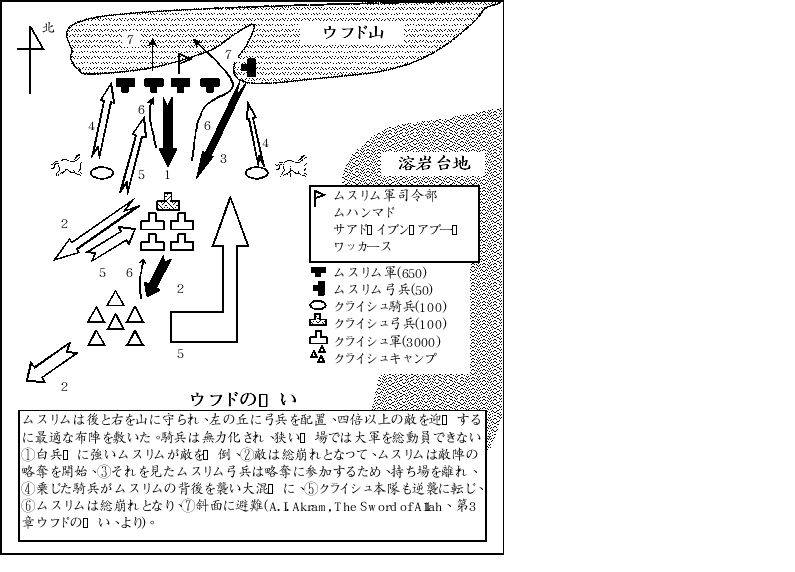 北
ウフド山
7
7
6
4
5
1
6
3
4
溶岩台地
ムスリム軍司令部
ムハンマド
サアド イブン アブー
ワッカース
2
5
6
2
ムスリム軍(650)
ムスリム弓兵(50)
クライシュ騎兵(100)
クライシュ弓兵(100)
クライシュ軍(3000)
クライシュキャンプ
5
2
ウフドの い
ムスリムは後と右を山に守られ、左の丘に弓兵を配置、四倍以上の敵を迎 する
に最適な布陣を敷いた。騎兵は無力化され、狭い 場では大軍を総動員できない
①白兵 に強いムスリムが敵を 倒、②敵は総崩れとなって、ムスリムは敵陣の
略奪を開始、③それを見たムスリム弓兵は略奪に参加するため、持ち場を離れ、
④乗じた騎兵がムスリムの背後を襲い大混 に、⑤クライシュ本隊も逆襲に転じ、
⑥ムスリムは総崩れとなり、⑦斜面に避難(A.I.Akram,The Sword of Allah、第3
章ウフドの い、より)。